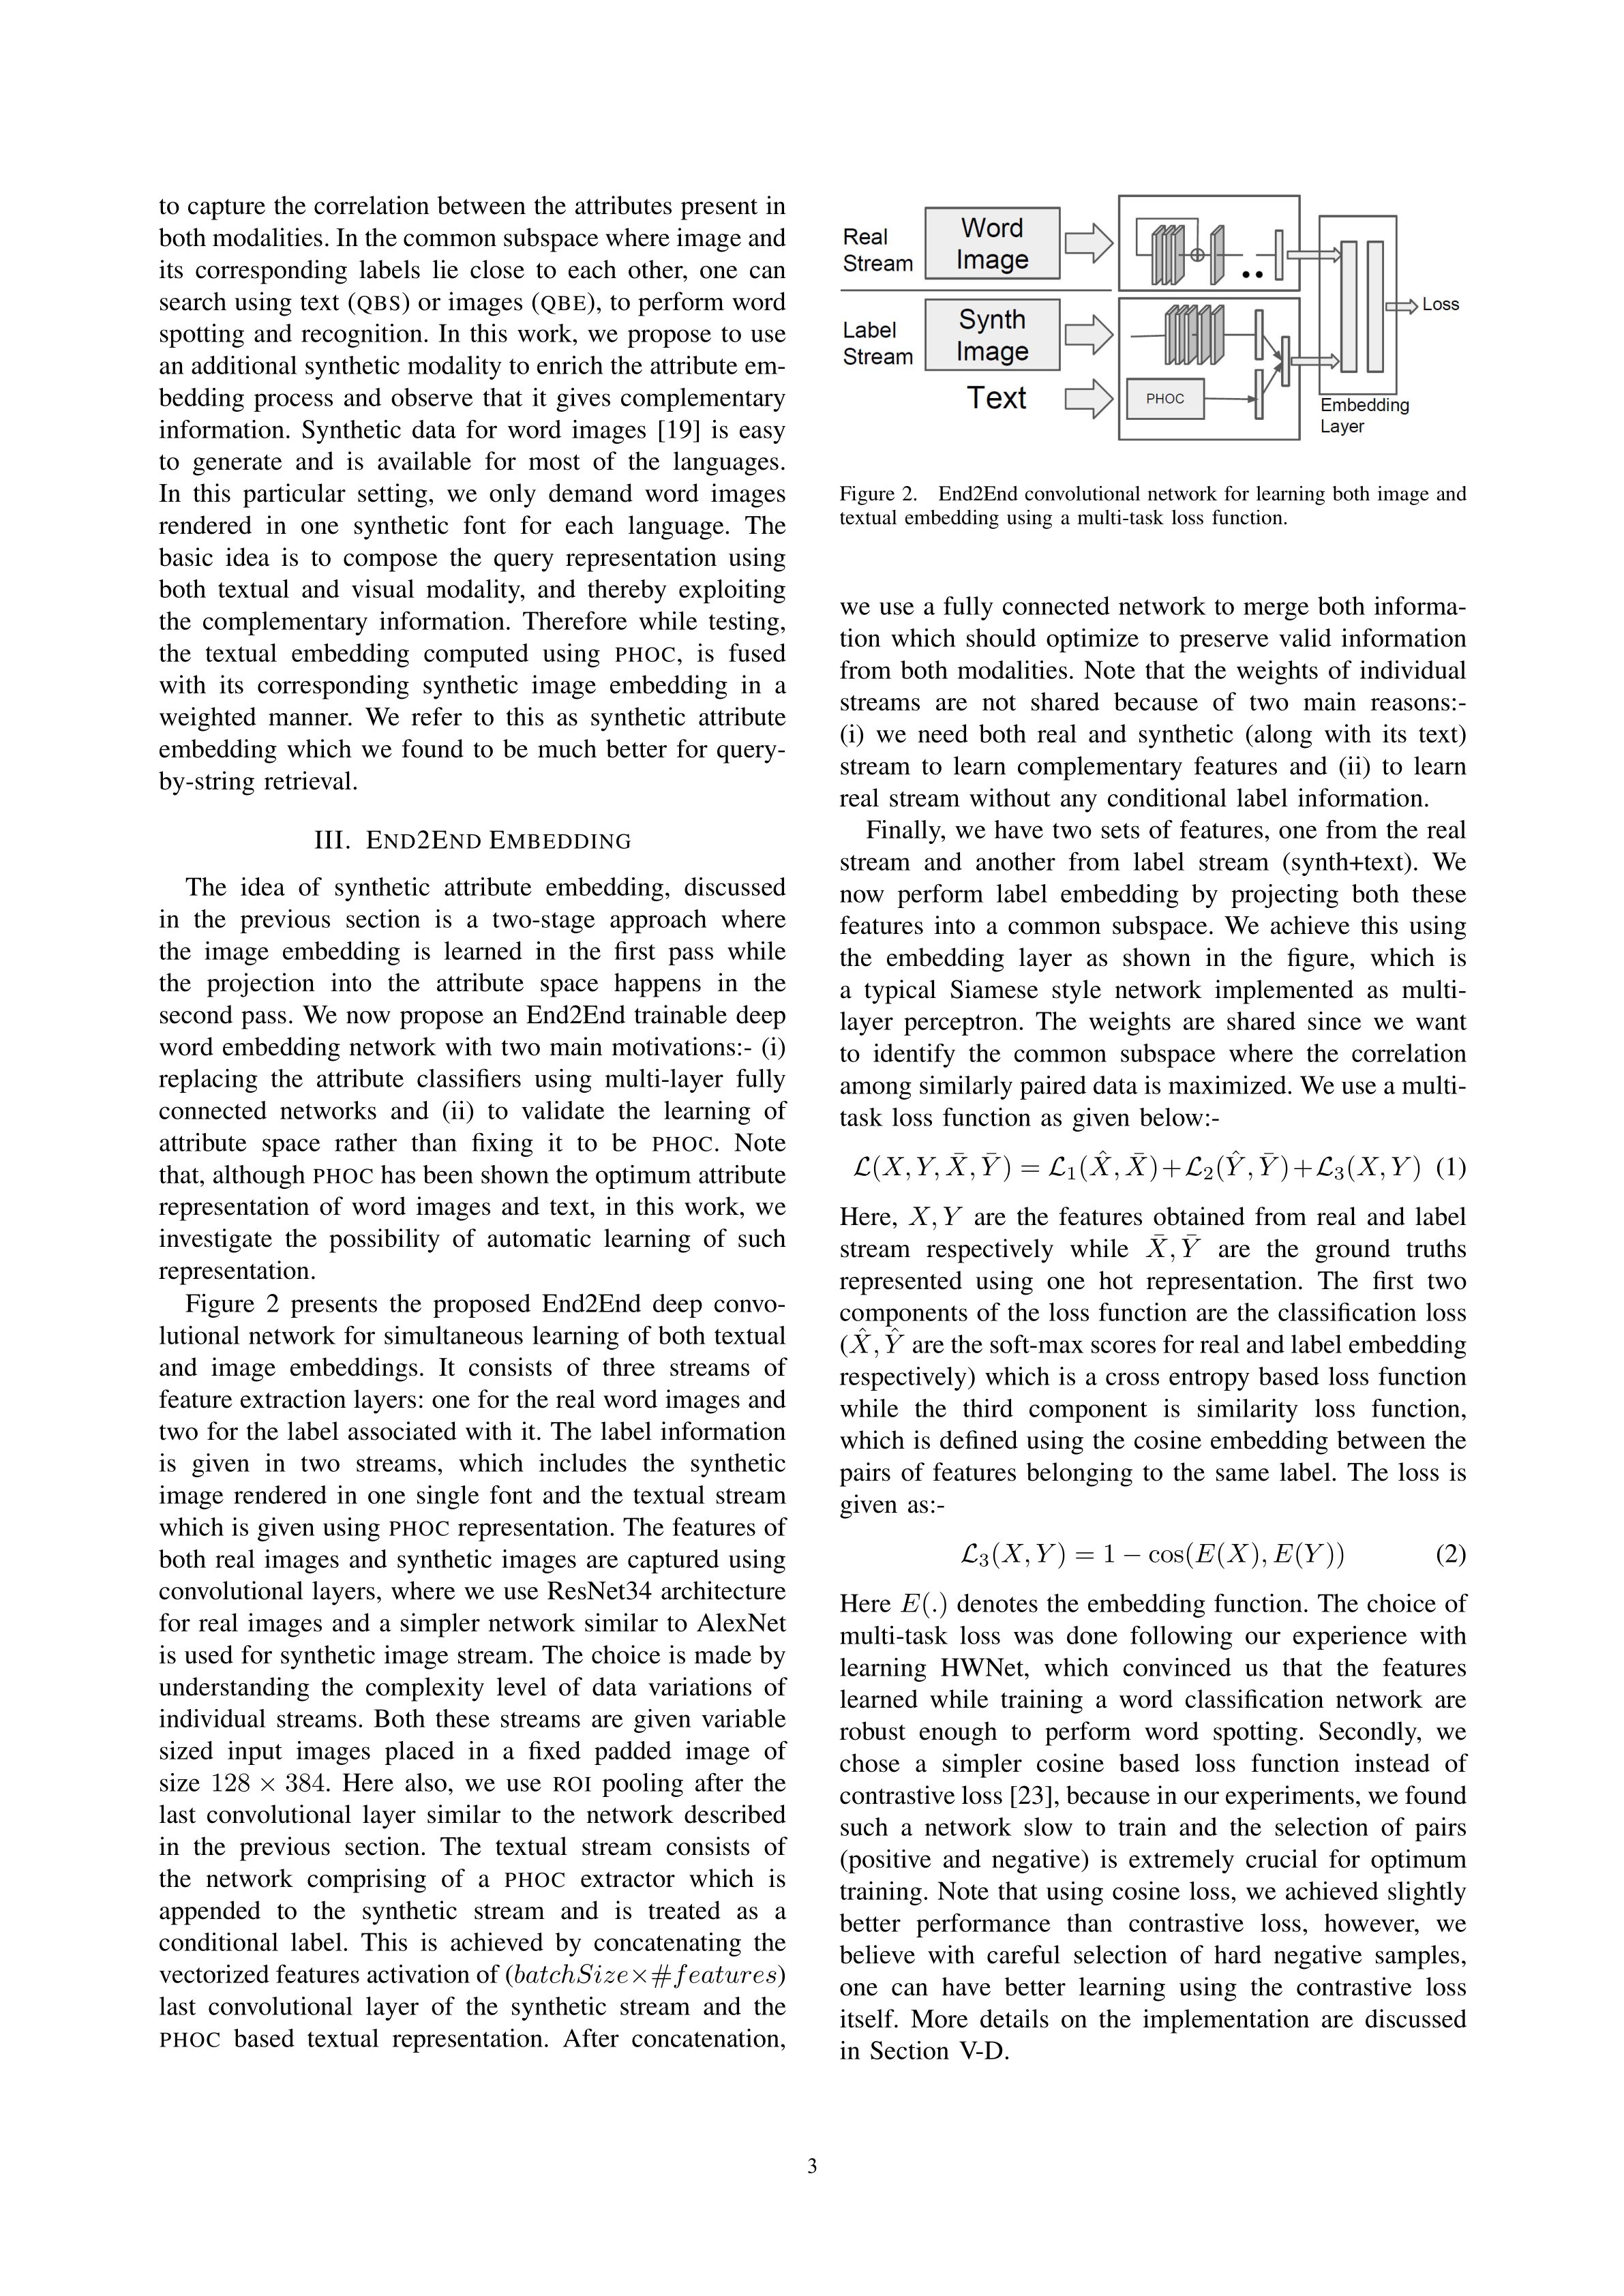 to capture the correlation between the attributes present in
both modalities. In the common subspace where image and
its corresponding labels lie close to each other, one can
search using text (QBS) or images (QBE), to perform word
spotting and recognition. In this work, we propose to use
an additional synthetic modality to enrich the attribute em-
bedding process and observe that it gives complementary
information. Synthetic data for word images [19] is easy
to generate and is available for most of the languages.
In this particular setting, we only demand word images
rendered in one synthetic font for each language. The
basic idea is to compose the query representation using
both textual and visual modality, and thereby exploiting
the complementary information. Therefore while testing,
the textual embedding computed using PHOC, is fused
with its corresponding synthetic image embedding in a
weighted manner. We refer to this as synthetic attribute
embedding which we found to be much better for query-
by-string retrieval.
III. END2END EMBEDDING
The idea of synthetic attribute embedding, discussed
in the previous section is a two-stage approach where
the image embedding is learned in the first pass while
the projection into the attribute space happens in the
second pass. We now propose an End2End trainable deep
word embedding network with two main motivations:- (i)
replacing the attribute classifiers using multi-layer fully
connected networks and (ii) to validate the learning of
attribute space rather than fixing it to be PHOC. Note
that, although PHOC has been shown the optimum attribute
representation of word images and text, in this work, we
investigate the possibility of automatic learning of such
representation.
Figure 2 presents the proposed End2End deep convo-
lutional network for simultaneous learning of both textual
and image embeddings. It consists of three streams of
feature extraction layers: one for the real word images and
two for the label associated with it. The label information
is given in two streams, which includes the synthetic
image rendered in one single font and the textual stream
which is given using PHOC representation. The features of
both real images and synthetic images are captured using
convolutional layers, where we use ResNet34 architecture
for real images and a simpler network similar to AlexNet
is used for synthetic image stream. The choice is made by
understanding the complexity level of data variations of
individual streams. Both these streams are given variable
sized input images placed in a fixed padded image of
size 128 × 384. Here also, we use ROI pooling after the
last convolutional layer similar to the network described
in the previous section. The textual stream consists of
the network comprising of a PHOC extractor which is
appended to the synthetic stream and is treated as a
conditional label. This is achieved by concatenating the
vectorized features activation of (batchSize×#features)
last convolutional layer of the synthetic stream and the
PHOC based textual representation. After concatenation,
Real
Stream
Word
Image
Label
Stream
Synth
Image
Text
PHOC
Loss
Embedding
Layer
Figure 2. End2End convolutional network for learning both image and
textual embedding using a multi-task loss function.
we use a fully connected network to merge both informa-
tion which should optimize to preserve valid information
from both modalities. Note that the weights of individual
streams are not shared because of two main reasons:-
(i) we need both real and synthetic (along with its text)
stream to learn complementary features and (ii) to learn
real stream without any conditional label information.
Finally, we have two sets of features, one from the real
stream and another from label stream (synth+text). We
now perform label embedding by projecting both these
features into a common subspace. We achieve this using
the embedding layer as shown in the figure, which is
a typical Siamese style network implemented as multi-
layer perceptron. The weights are shared since we want
to identify the common subspace where the correlation
among similarly paired data is maximized. We use a multi-
task loss function as given below:-
ℒ(X, Y, X̄, Ȳ) = ℒ₁(X̂, X̄)+ℒ₂(Ŷ, Ȳ)+ℒ₃(X, Y) (1)
Here, X, Y are the features obtained from real and label
stream respectively while X̄, Ȳ are the ground truths
represented using one hot representation. The first two
components of the loss function are the classification loss
(X̂, Ŷ are the soft-max scores for real and label embedding
respectively) which is a cross entropy based loss function
while the third component is similarity loss function,
which is defined using the cosine embedding between the
pairs of features belonging to the same label. The loss is
given as:-
ℒ₃(X, Y) = 1 − cos(E(X), E(Y)) (2)
Here E(.) denotes the embedding function. The choice of
multi-task loss was done following our experience with
learning HWNet, which convinced us that the features
learned while training a word classification network are
robust enough to perform word spotting. Secondly, we
chose a simpler cosine based loss function instead of
contrastive loss [23], because in our experiments, we found
such a network slow to train and the selection of pairs
(positive and negative) is extremely crucial for optimum
training. Note that using cosine loss, we achieved slightly
better performance than contrastive loss, however, we
believe with careful selection of hard negative samples,
one can have better learning using the contrastive loss
itself. More details on the implementation are discussed
in Section V-D.
3